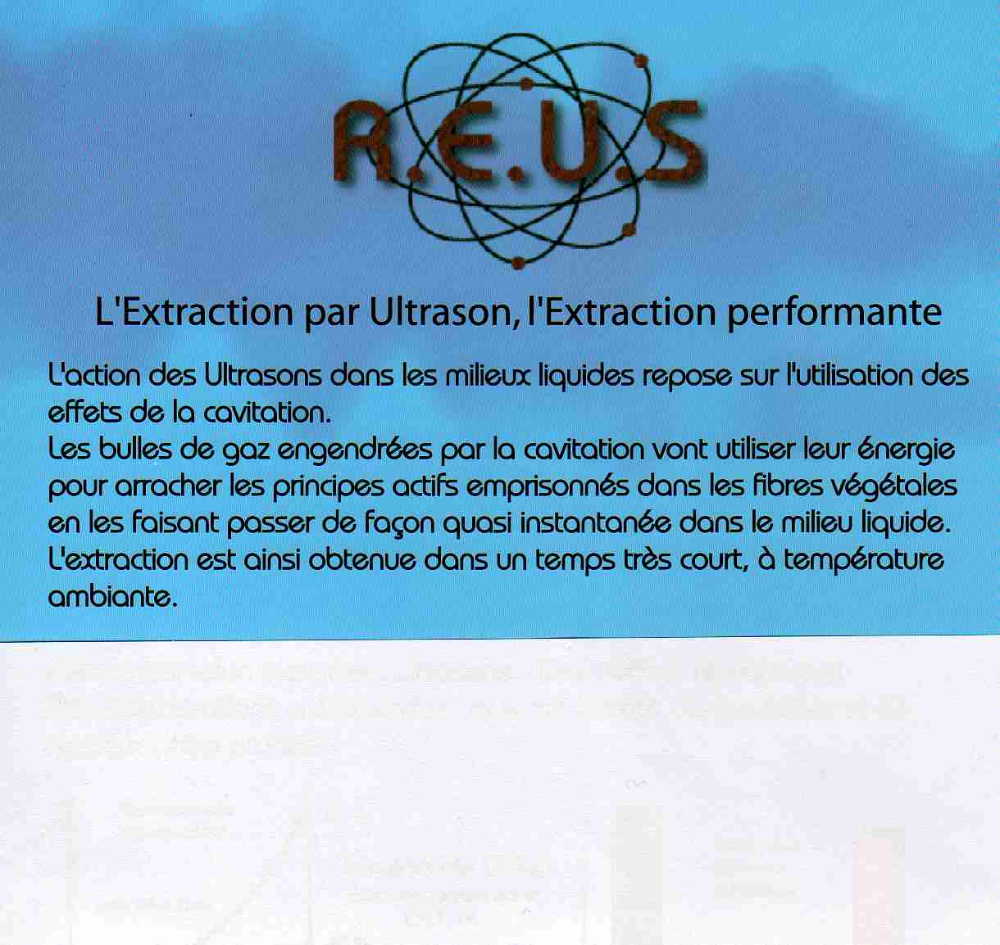 R.E.U.S
L'Extraction par Ultrason, l'Extraction performante
L'action des Ultrasons dans les milieux liquides repose sur l'utilisation des
effets de la cavitation.
Les bulles de gaz engendrées par la cavitation vont utiliser leur énergie
pour arracher les principes actifs emprisonnés dans les fibres végétales
en les faisant passer de façon quasi instantanée dans le milieu liquide.
L'extraction est ainsi obtenue dans un temps très court, à température
ambiante.